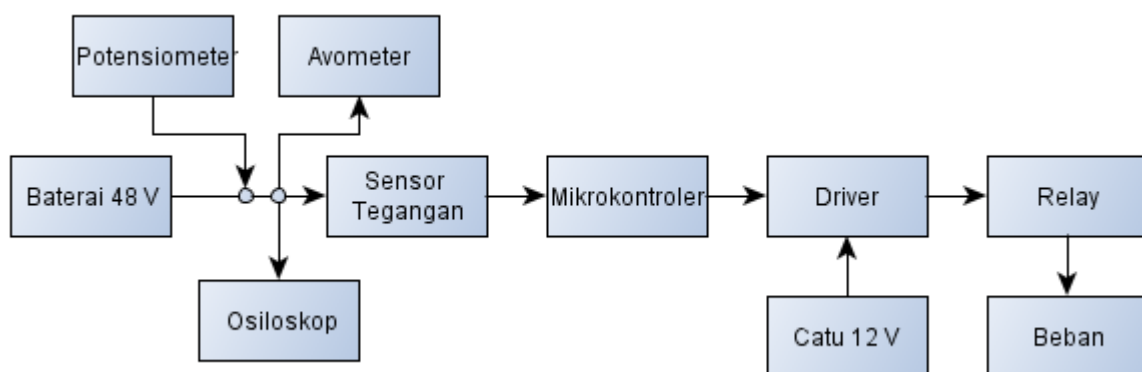 Potensiometer
Avometer
Baterai 48 V
Sensor
Tegangan
Mikrokontroler
Driver
Relay
Osiloskop
Catu 12 V
Beban